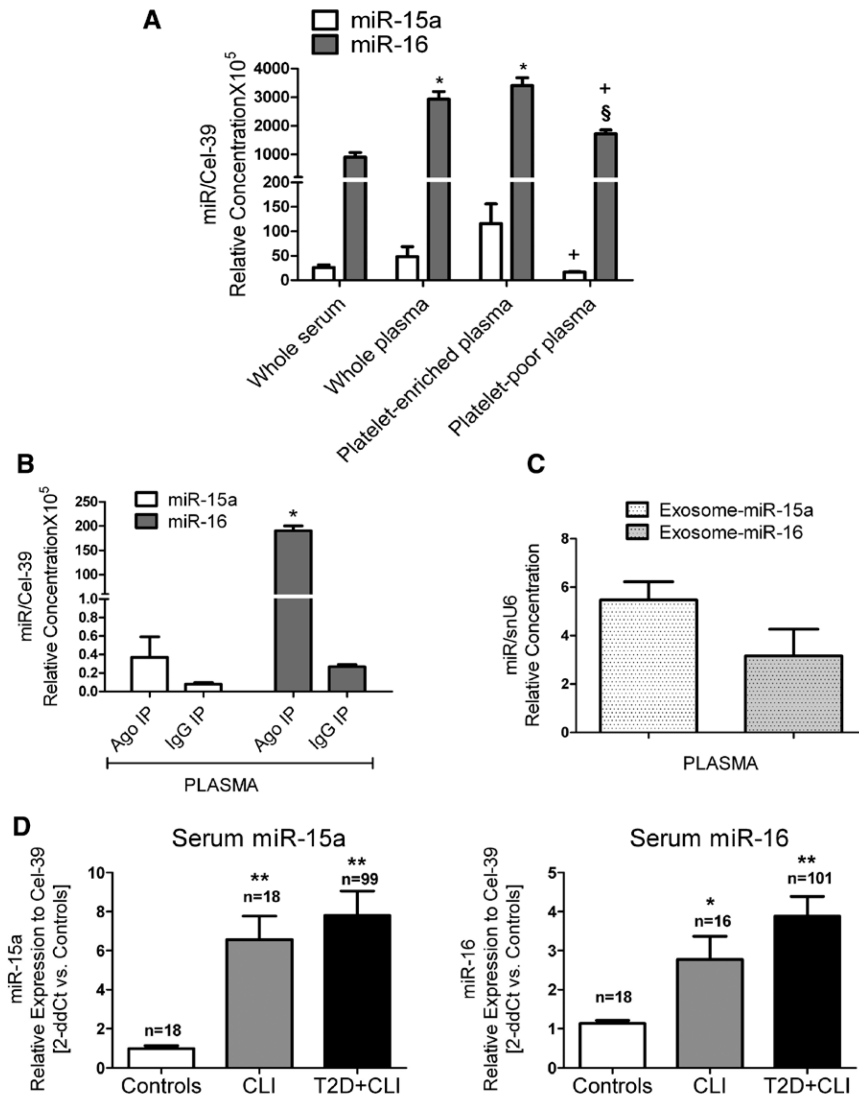 A
miR-15a
miR-16
miR/Cel-39
Relative ConcentrationX10⁵
4000
3000
2000
1000
200
150
100
50
0
*
*
+
§
+
Whole serum
Whole plasma
Platelet-enriched plasma
Platelet-poor plasma
B
miR-15a
miR-16
miR/Cel-39
Relative ConcentrationX10⁵
250
200
150
100
1.0
0.8
0.6
0.4
0.2
0.0
*
Ago IP
IgG IP
Ago IP
IgG IP
PLASMA
C
Exosome-miR-15a
Exosome-miR-16
miR/snU6
Relative Concentration
8
6
4
2
0
PLASMA
D
Serum miR-15a
miR-15a
Relative Expression to Cel-39
[2-ddCt vs. Controls]
10
8
6
4
2
0
n=18
**
n=18
**
n=99
Controls
CLI
T2D+CLI
Serum miR-16
miR-16
Relative Expression to Cel-39
[2-ddCt vs. Controls]
5
4
3
2
1
0
n=18
*
n=16
**
n=101
Controls
CLI
T2D+CLI